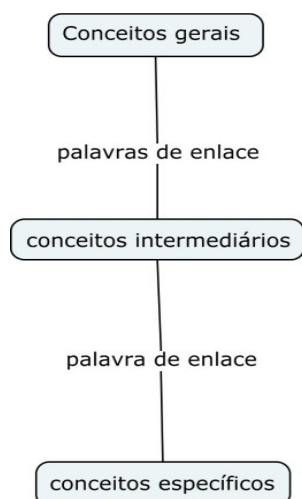 Conceitos gerais
palavras de enlace
conceitos intermediários
palavra de enlace
conceitos específicos